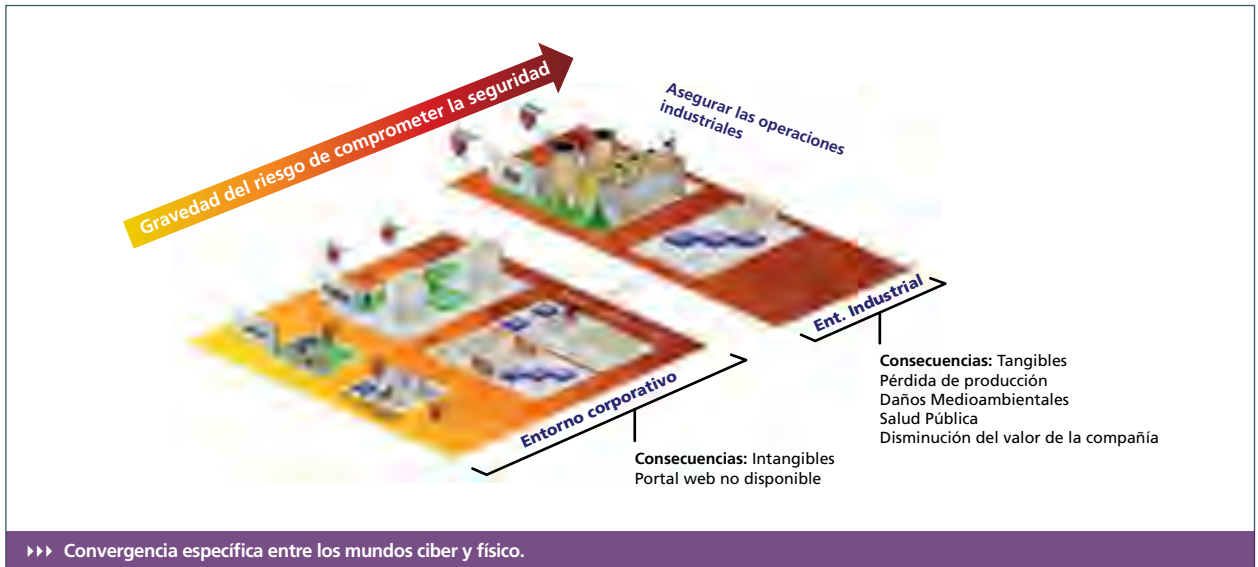 Gravedad del riesgo de comprometer la seguridad
Asegurar las operaciones
industriales
Ent. Industrial
Consecuencias: Tangibles
Pérdida de producción
Daños Medioambientales
Salud Pública
Disminución del valor de la compañía
Entorno corporativo
Consecuencias: Intangibles
Portal web no disponible
Convergencia específica entre los mundos ciber y físico.